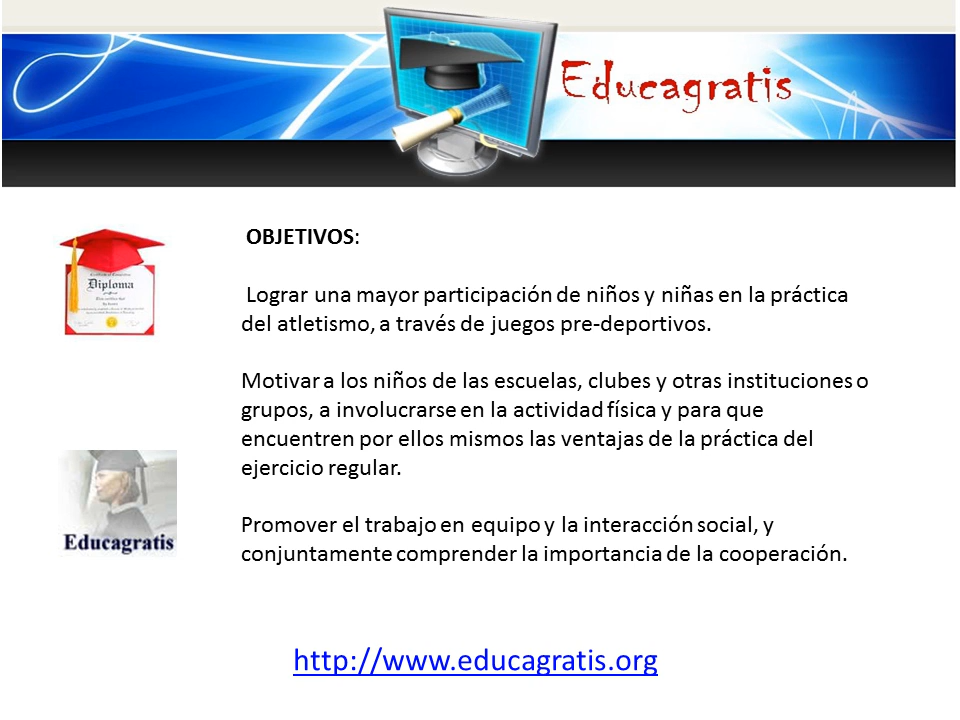 Educagratis
OBJETIVOS:
Diploma
Lograr una mayor participación de niños y niñas en la práctica
del atletismo, a través de juegos pre-deportivos.
Motivar a los niños de las escuelas, clubes y otras instituciones o
grupos, a involucrarse en la actividad física y para que
encuentren por ellos mismos las ventajas de la práctica del
ejercicio regular.
Educagratis
Promover el trabajo en equipo y la interacción social, y
conjuntamente comprender la importancia de la cooperación.
http://www.educagratis.org